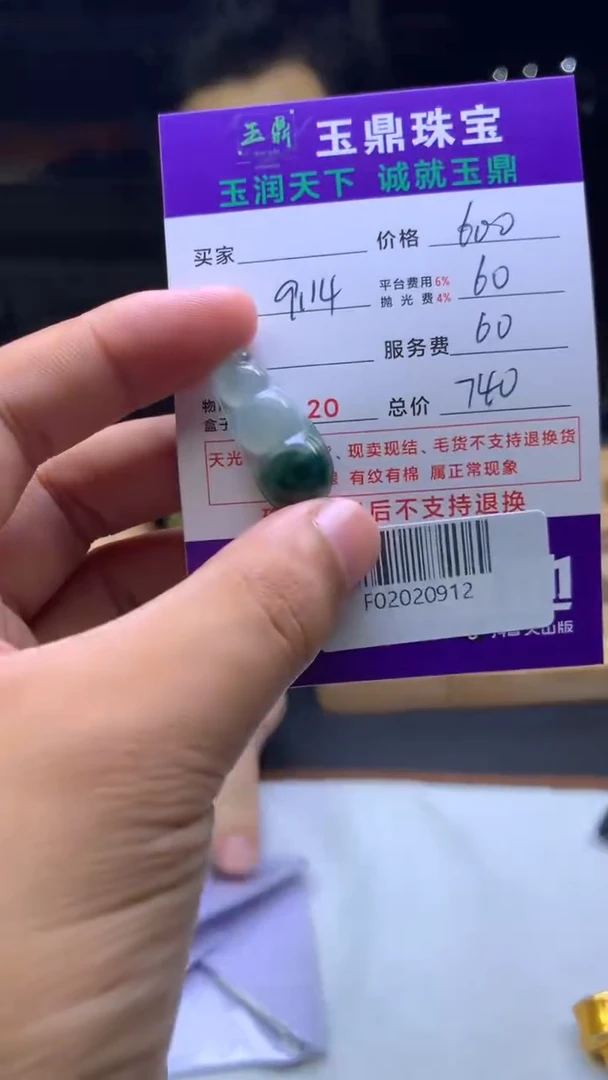 玉鼎 玉鼎珠宝
玉润天下 诚就玉鼎
买家 价格 600
9.14 平台费用6% 抛光费4% 60
服务费 60
20 总价 740
天光 、现卖现结、毛货不支持退换货
有纹有棉 属正常现象
后不支持退换
F02020912